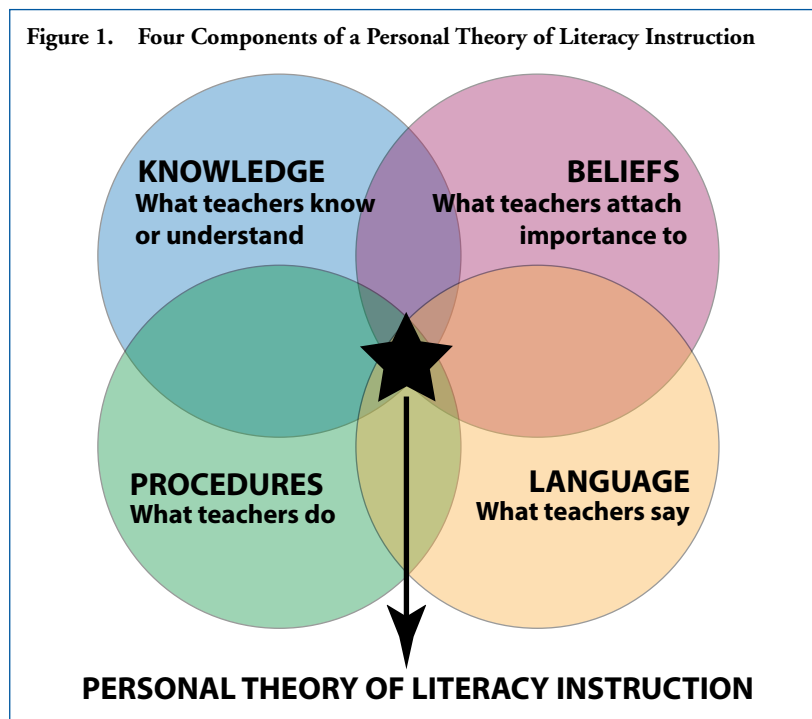 Figure 1. Four Components of a Personal Theory of Literacy Instruction
KNOWLEDGE
What teachers know
or understand
BELIEFS
What teachers attach
importance to
PROCEDURES
What teachers do
LANGUAGE
What teachers say
PERSONAL THEORY OF LITERACY INSTRUCTION